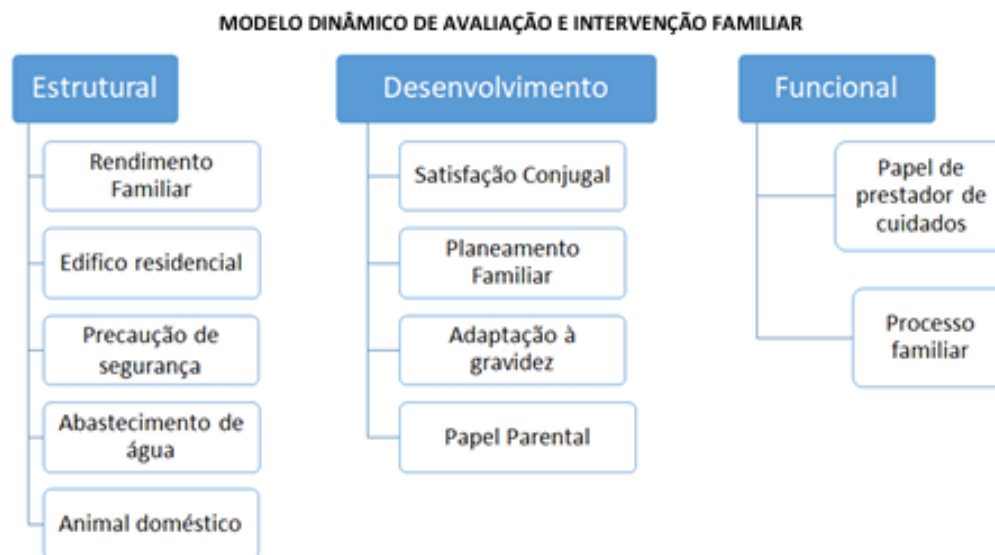 MODELO DINÂMICO DE AVALIAÇÃO E INTERVENÇÃO FAMILIAR
Estrutural
Rendimento
Familiar
Edifico residencial
Precaução de
segurança
Abastecimento de
água
Animal doméstico
Desenvolvimento
Satisfação Conjugal
Planeamento
Familiar
Adaptação à
gravidez
Papel Parental
Funcional
Papel de
prestador de
cuidados
Processo
familiar